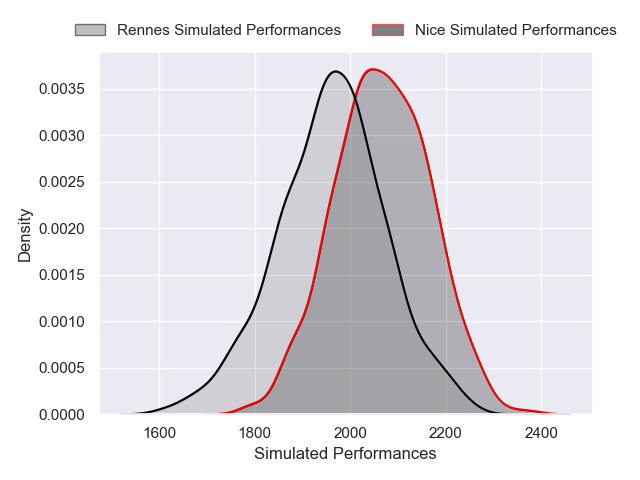 Rennes Simulated Performances Nice Simulated Performances
0.0035
0.0030
0.0025
0.0020
0.0015
0.0010
0.0005
0.0000
Density
1600 1800 2000 2200 2400
Simulated Performances